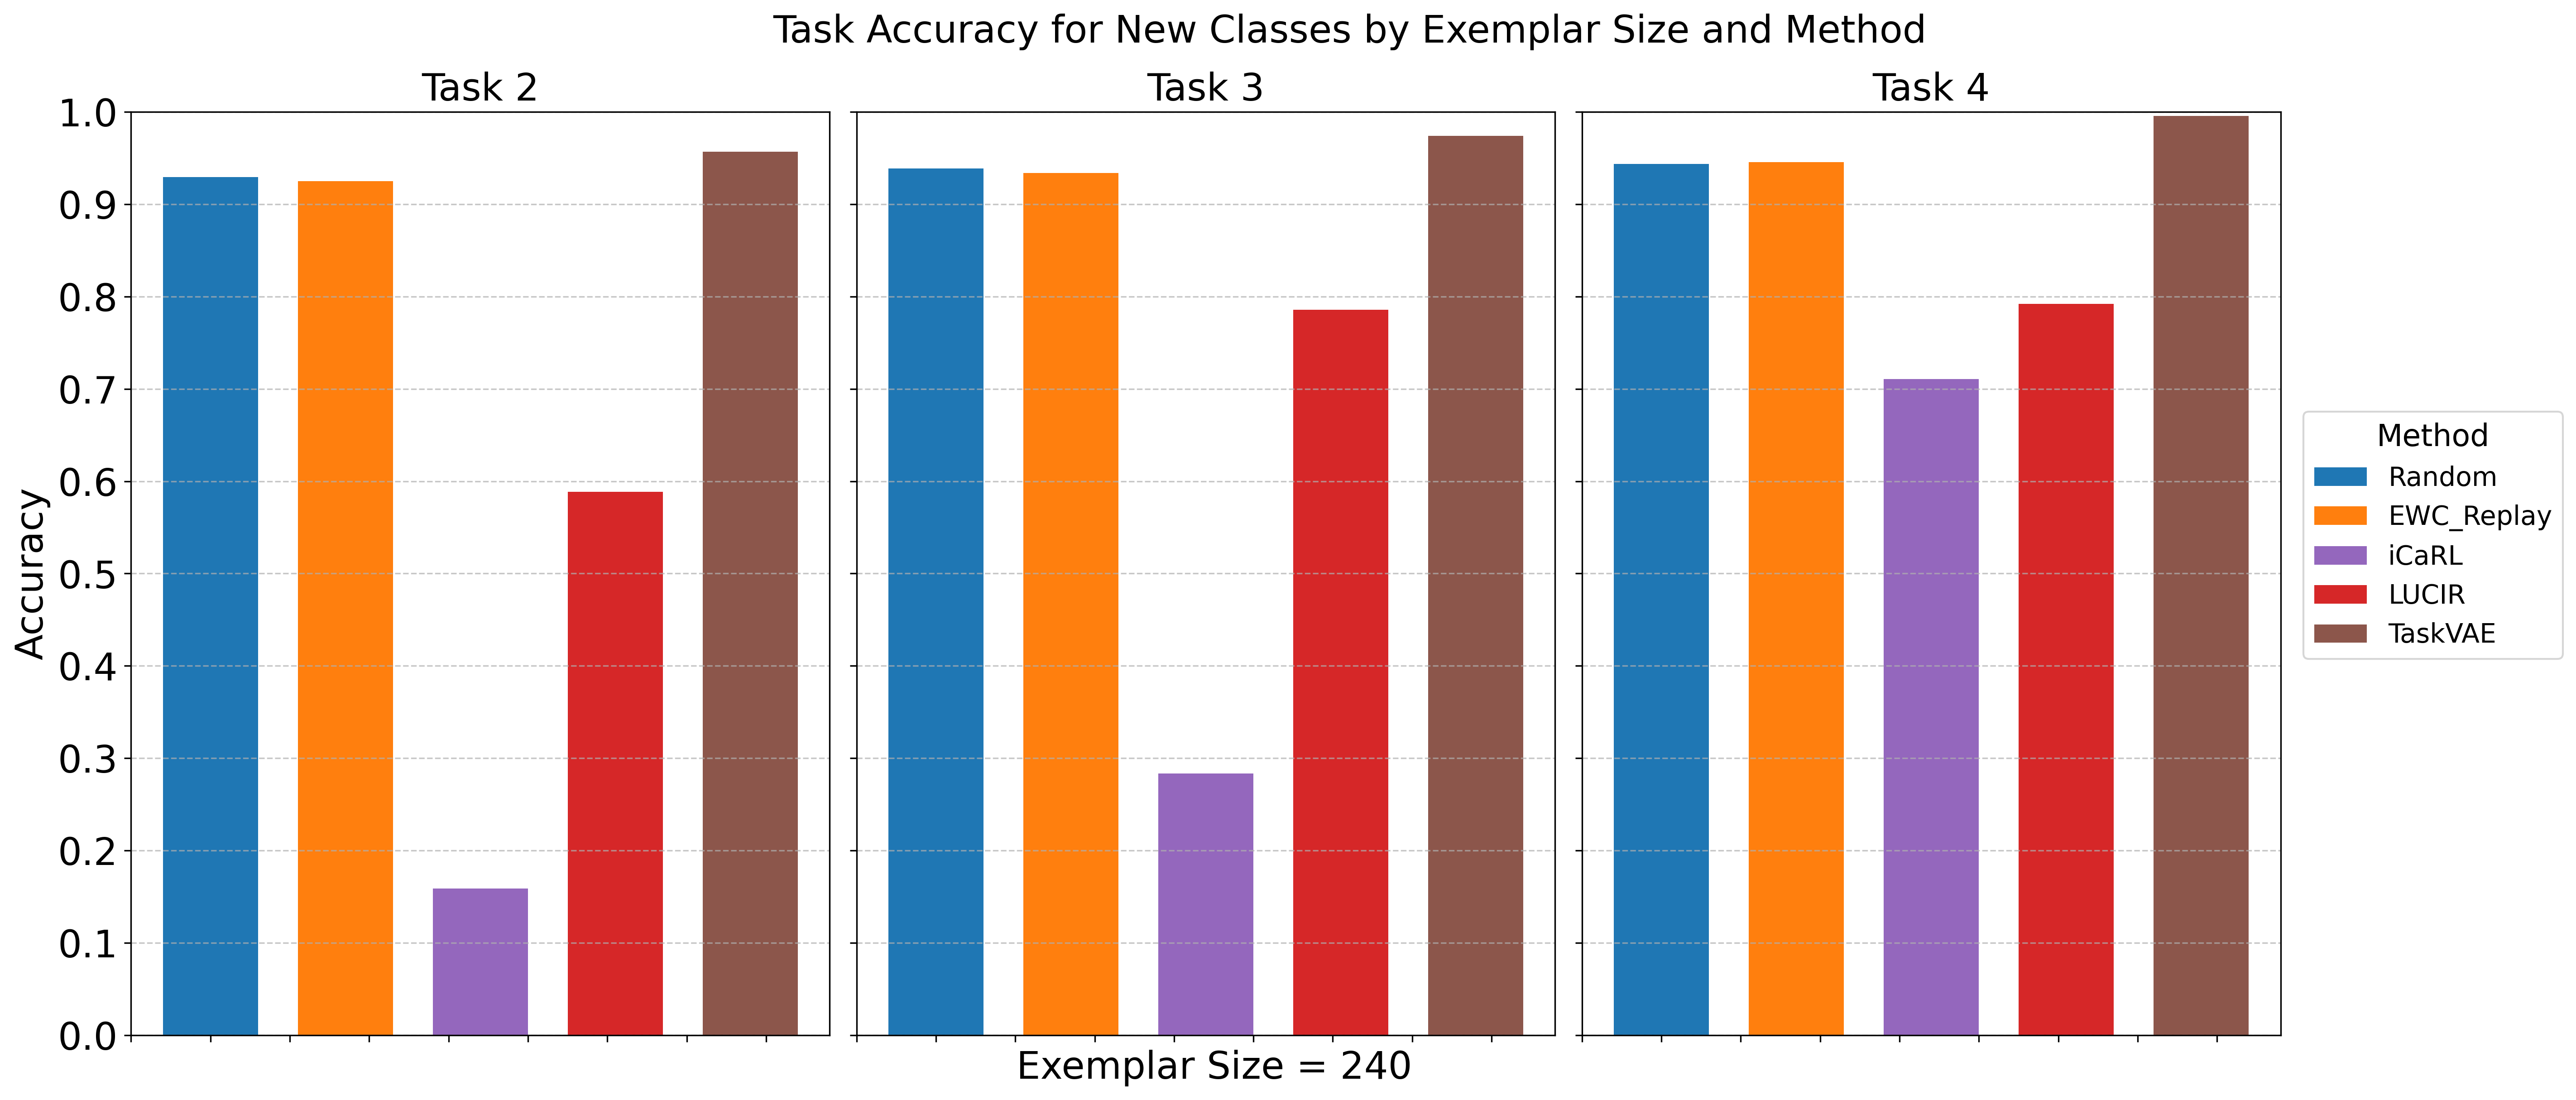 Task Accuracy for New Classes by Exemplar Size and Method
Task 2
Task 3
Task 4
1.0
0.9
0.8
0.7
0.6
0.5
0.4
0.3
0.2
0.1
0.0
Accuracy
Exemplar Size = 240
Method
Random
EWC_Replay
iCaRL
LUCIR
TaskVAE